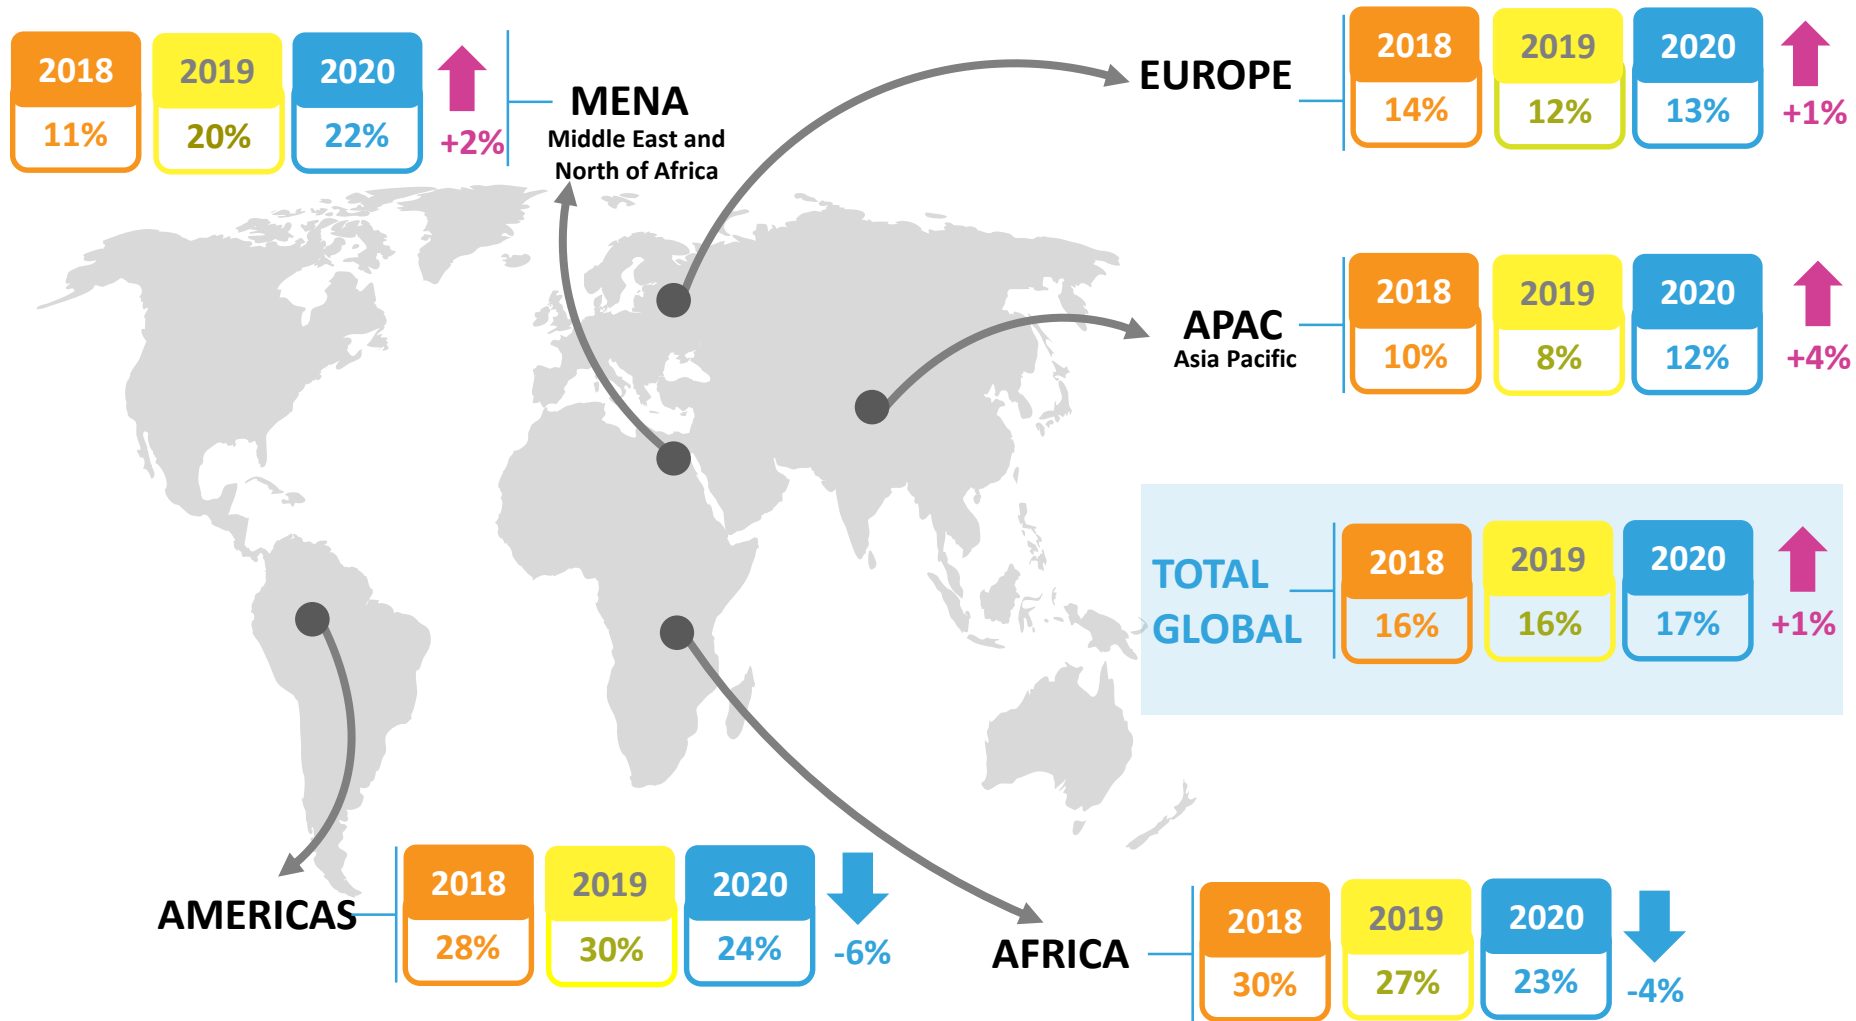 2018 2019 2020
11% 20% 22% +2%
MENA
Middle East and
North of Africa
EUROPE
2018 2019 2020
14% 12% 13% +1%
APAC
Asia Pacific
2018 2019 2020
10% 8% 12% +4%
TOTAL
GLOBAL
2018 2019 2020
16% 16% 17% +1%
AMERICAS
2018 2019 2020
28% 30% 24% -6%
AFRICA
2018 2019 2020
30% 27% 23% -4%